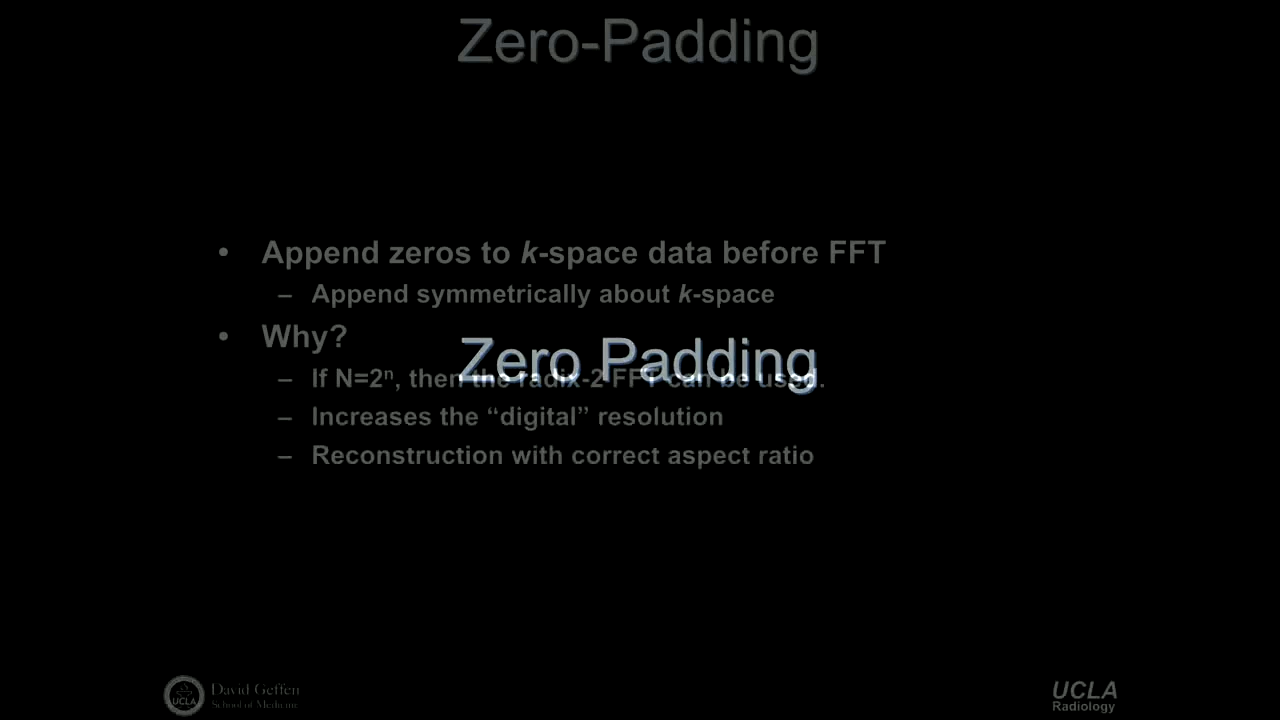 Zero-Padding
• Append zeros to k-space data before FFT
– Append symmetrically about k-space
• Why?
Zero Padding
– If N=2ⁿ, then the radix-2 FFT can be used.
– Increases the “digital” resolution
– Reconstruction with correct aspect ratio
UCLA
David Geffen
School of Medicine
UCLA
Radiology